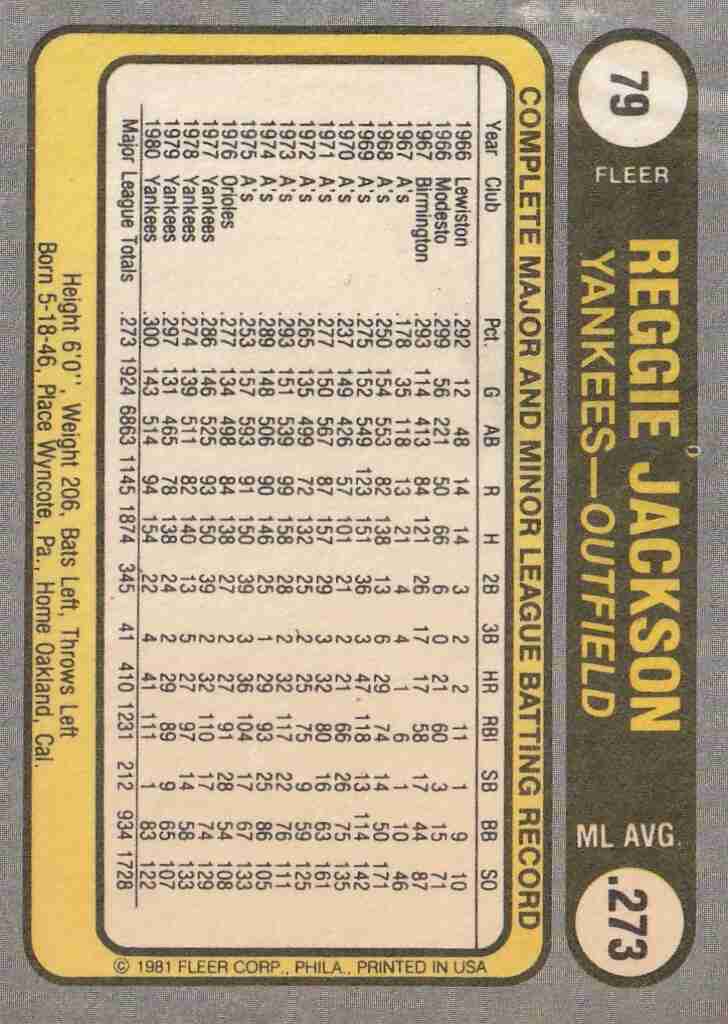 79
FLEER
REGGIE JACKSON
YANKEES—OUTFIELD
ML AVG.
.273
COMPLETE MAJOR AND MINOR LEAGUE BATTING RECORD
Year Club Pct. G AB R H 2B 3B HR RBI SB BB SO
1966 Lewiston .292 12 48 14 14 3 2 2 11 1 9 10
1966 Modesto .299 56 221 50 66 6 0 21 60 3 15 71
1967 Birmington .293 114 413 84 121 26 17 17 58 17 44 87
1967 A's .178 35 118 13 21 4 4 1 6 1 10 46
1968 A's .250 154 553 82 138 13 6 29 74 14 50 171
1969 A's .275 152 549 123 151 36 3 47 118 13 114 142
1970 A's .237 149 426 57 101 21 2 21 66 26 75 135
1971 A's .277 150 567 87 157 29 3 32 80 16 63 161
1972 A's .265 135 499 72 132 25 2 25 75 9 59 125
1973 A's .293 151 539 99 158 28 2 32 117 22 76 111
1974 A's .289 148 506 90 146 25 1 29 93 25 86 105
1975 A's .253 157 593 91 150 39 3 36 104 17 67 133
1976 Orioles .277 134 498 84 138 27 2 27 91 28 54 108
1977 Yankees .286 146 525 93 150 39 2 32 110 17 74 129
1978 Yankees .274 139 511 82 140 13 5 27 97 14 58 133
1979 Yankees .297 131 465 78 138 24 2 29 89 9 65 107
1980 Yankees .300 143 514 94 154 22 4 41 111 1 83 122
Major League Totals .273 1924 6863 1145 1874 345 41 410 1231 212 934 1728
© 1981 FLEER CORP., PHILA., PRINTED IN USA
Height 6'0'', Weight 206, Bats Left, Throws Left
Born 5-18-46, Place Wyncote, Pa., Home Oakland, Cal.